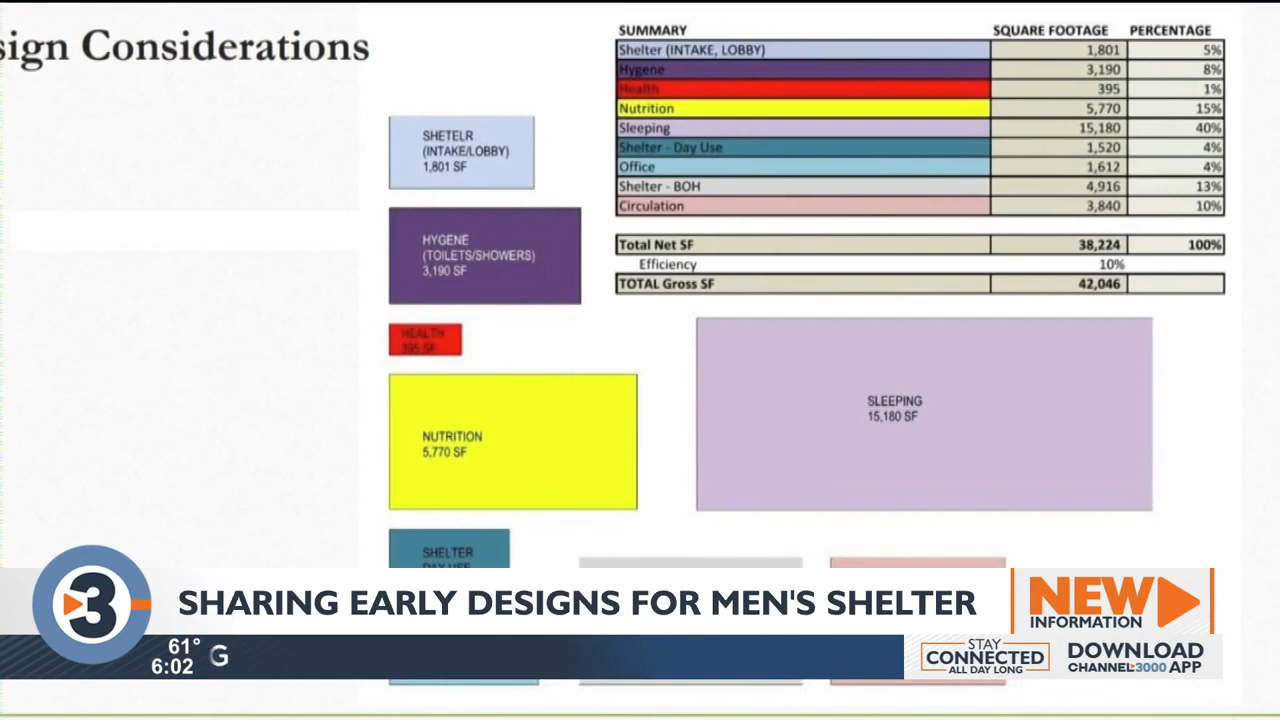 sign Considerations
SUMMARY SQUARE FOOTAGE PERCENTAGE
Shelter (INTAKE, LOBBY) 1,801 5%
Hygene 3,190 8%
Health 395 1%
Nutrition 5,770 15%
Sleeping 15,180 40%
Shelter - Day Use 1,520 4%
Office 1,612 4%
Shelter - BOH 4,916 13%
Circulation 3,840 10%
Total Net SF 38,224 100%
Efficiency 10%
TOTAL Gross SF 42,046
SHETELR
(INTAKE/LOBBY)
1,801 SF
HYGENE
(TOILETS/SHOWERS)
3,190 SF
HEALTH
395 SF
NUTRITION
5,770 SF
SLEEPING
15,180 SF
SHELTER
DAY USE
3
SHARING EARLY DESIGNS FOR MEN'S SHELTER
NEW
INFORMATION
61°
6:02
G
STAY
CONNECTED
ALL DAY LONG
DOWNLOAD
CHANNEL3000 APP